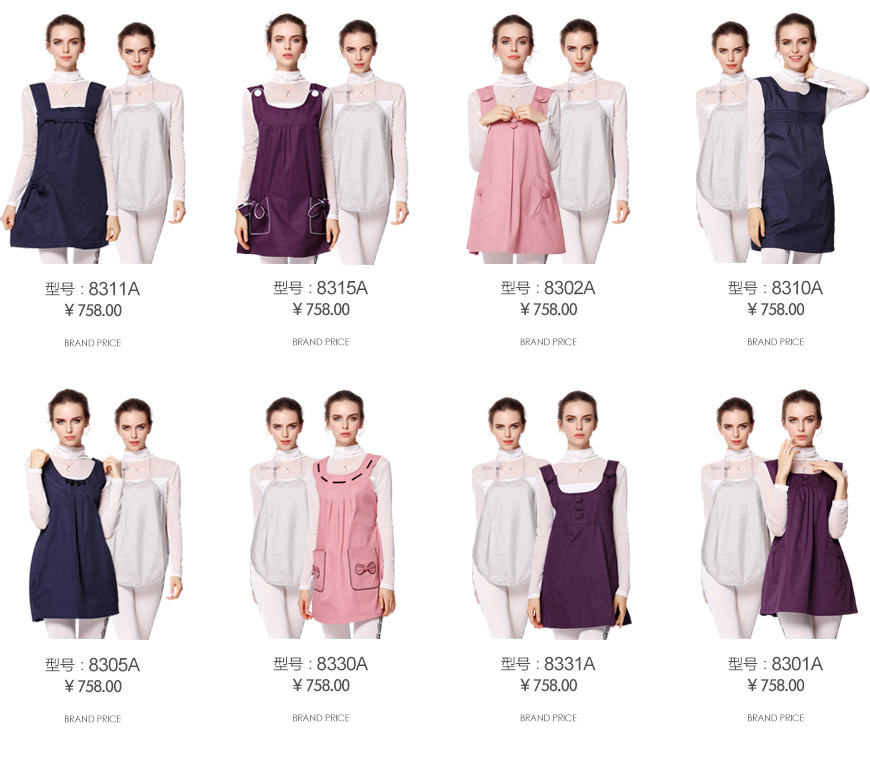 型号：8311A
￥758.00
BRAND PRICE
型号：8315A
￥758.00
BRAND PRICE
型号：8302A
￥758.00
BRAND PRICE
型号：8310A
￥758.00
BRAND PRICE
型号：8305A
￥758.00
BRAND PRICE
型号：8330A
￥758.00
BRAND PRICE
型号：8331A
￥758.00
BRAND PRICE
型号：8301A
￥758.00
BRAND PRICE